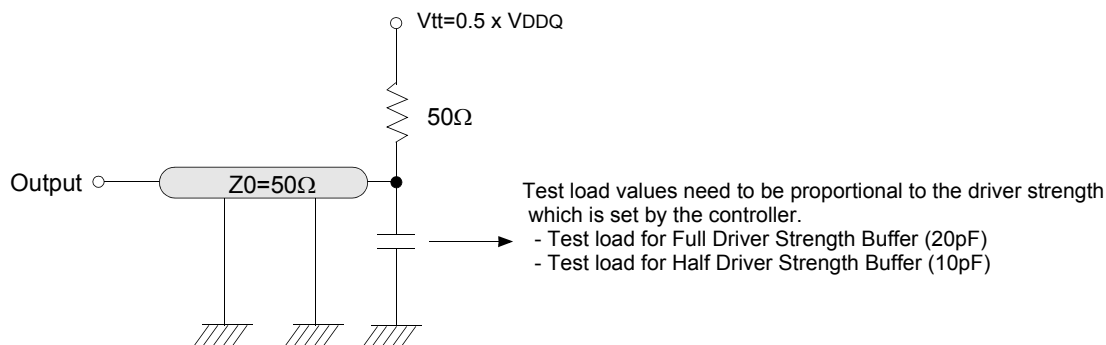 Vtt=0.5 x VDDQ
50Ω
Output
Z0=50Ω
Test load values need to be proportional to the driver strength
which is set by the controller.
- Test load for Full Driver Strength Buffer (20pF)
- Test load for Half Driver Strength Buffer (10pF)